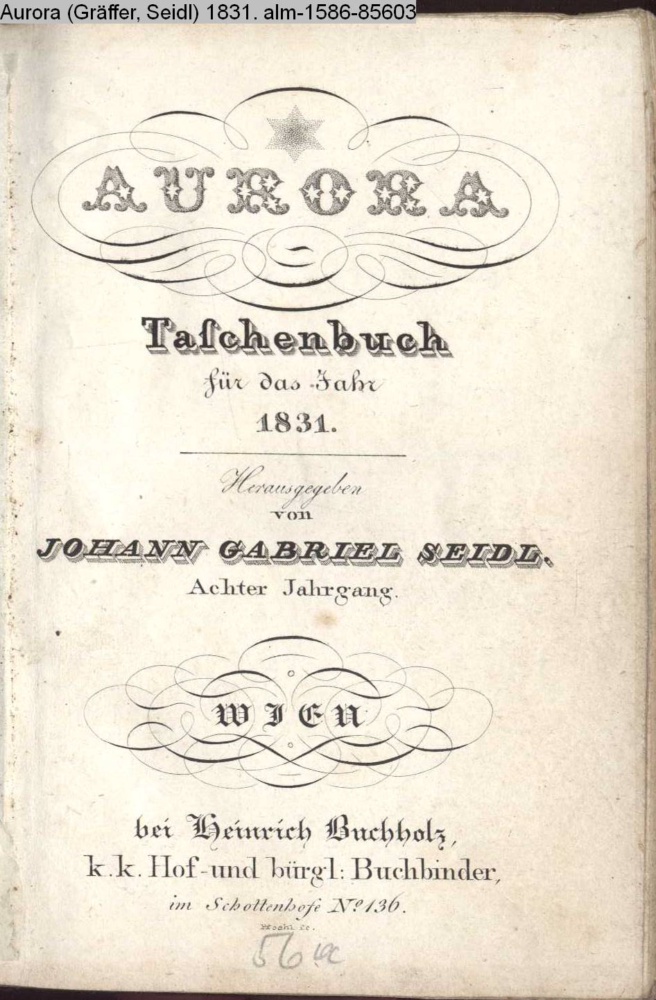 Aurora (Gräffer, Seidl) 1831. alm-1586-85603
AURORA
Taſchenbuch
für das Jahr
1831.
Herausgegeben
von
JOHANN GABRIEL SEIDL.
Achter Jahrgang.
WIEN
bei Heinrich Buchholz,
k.k. Hof- und bürgl: Buchbinder,
im Schottenhofe No. 136.
56